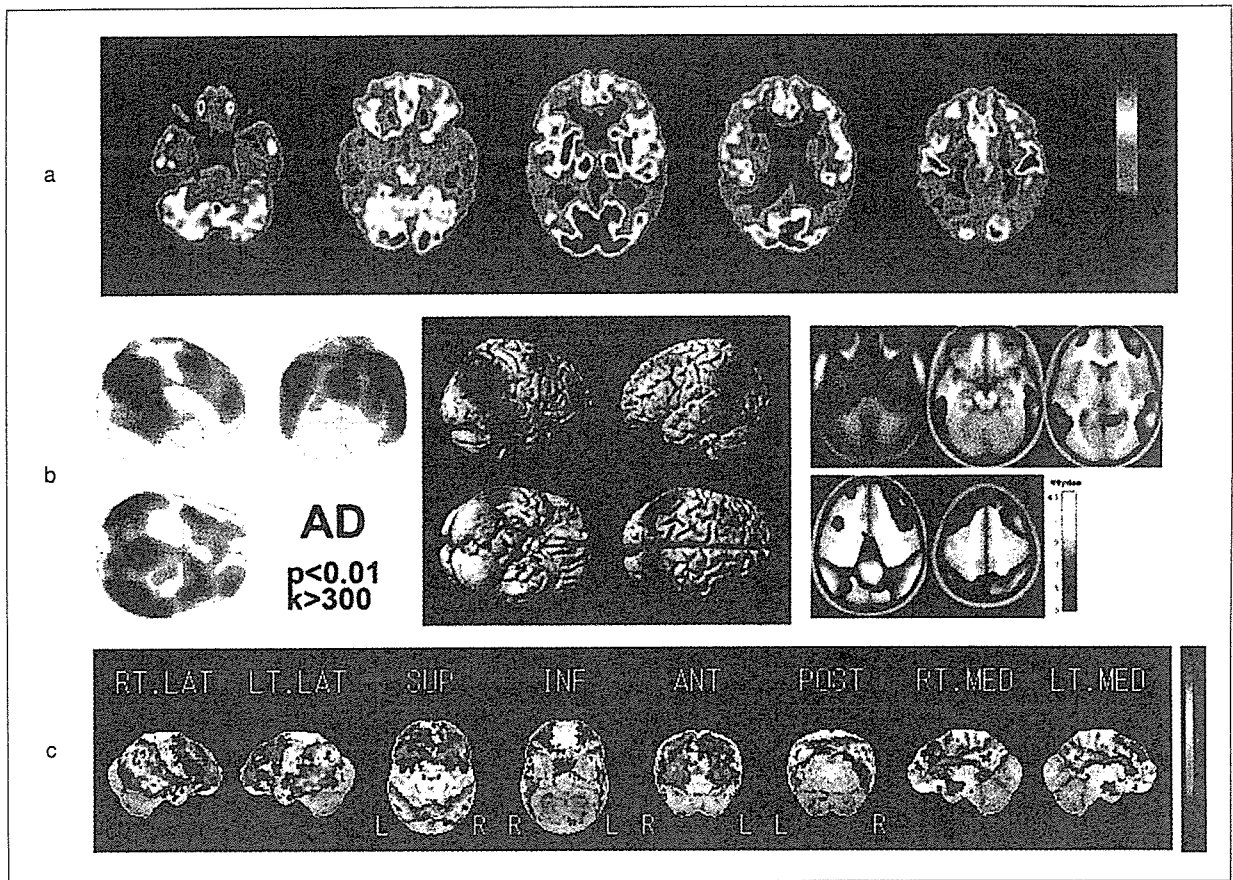 a
b
AD
p<0.01
k>300
c
RT.LAT LT.LAT SUP INF ANT POST RT.MED LT.MED
L R R L R L L R